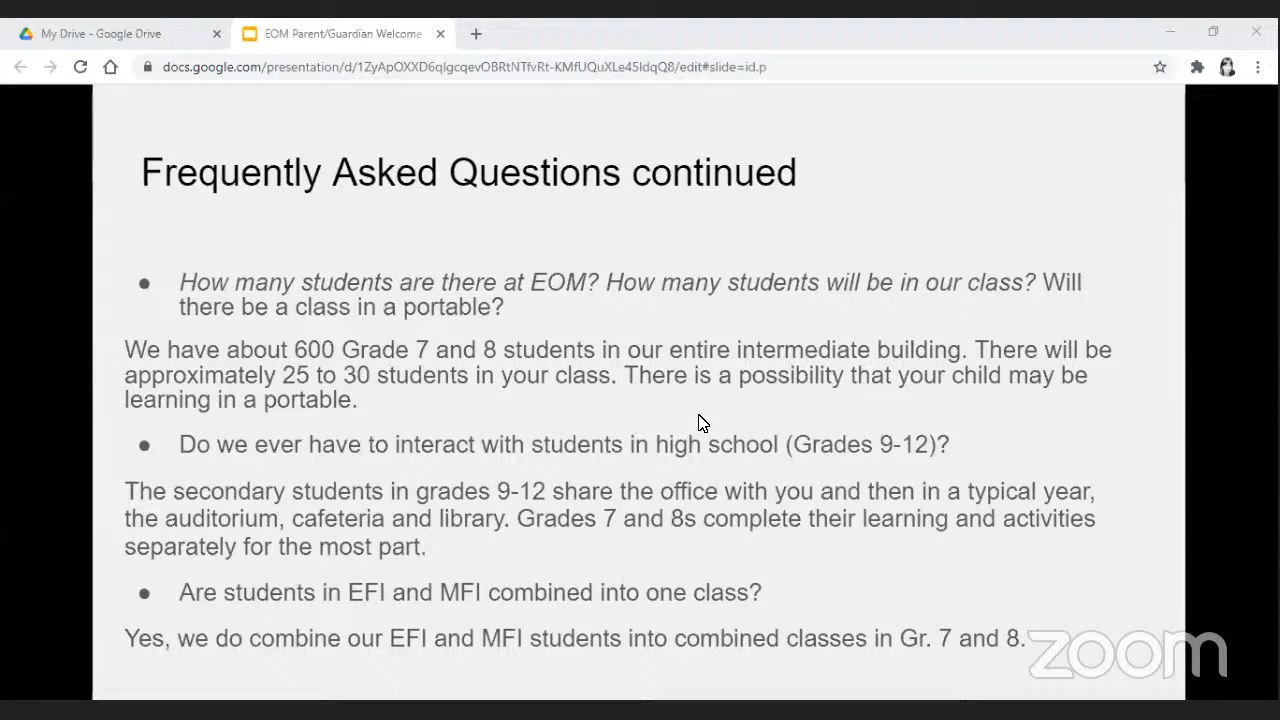 My Drive - Google Drive
EOM Parent/Guardian Welcome
docs.google.com/presentation/d/1ZyApOXXD6qlgcqevOBRtNTfvRt-KMfUQuXLe45ldqQ8/edit#slide=id.p
Frequently Asked Questions continued
● How many students are there at EOM? How many students will be in our class? Will
there be a class in a portable?
We have about 600 Grade 7 and 8 students in our entire intermediate building. There will be
approximately 25 to 30 students in your class. There is a possibility that your child may be
learning in a portable.
● Do we ever have to interact with students in high school (Grades 9-12)?
The secondary students in grades 9-12 share the office with you and then in a typical year,
the auditorium, cafeteria and library. Grades 7 and 8s complete their learning and activities
separately for the most part.
● Are students in EFI and MFI combined into one class?
Yes, we do combine our EFI and MFI students into combined classes in Gr. 7 and 8.
zoom